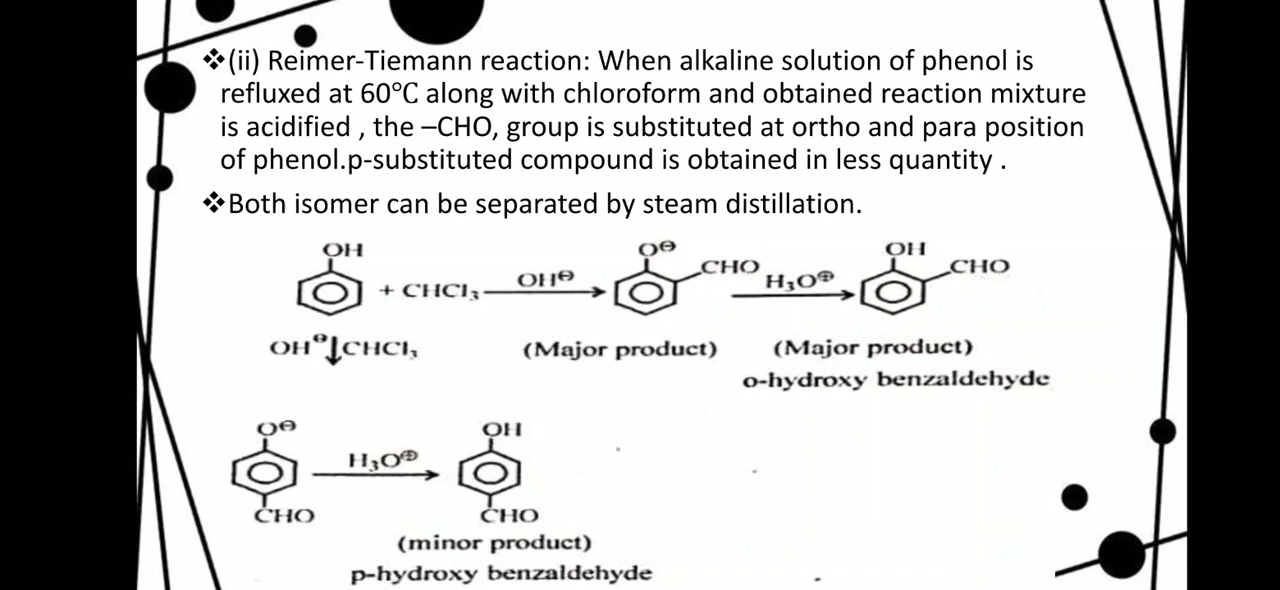 ❖(ii) Reimer-Tiemann reaction: When alkaline solution of phenol is
refluxed at 60℃ along with chloroform and obtained reaction mixture
is acidified , the –CHO, group is substituted at ortho and para position
of phenol.p-substituted compound is obtained in less quantity .
❖Both isomer can be separated by steam distillation.
OH O⊖ OH
+ CHCl₃ OH⊖ CHO H₃O⊕ CHO
OH⊖↓CHCl₃ (Major product) (Major product)
o-hydroxy benzaldehyde
O⊖ OH
H₃O⊕
CHO CHO
(minor product)
p-hydroxy benzaldehyde